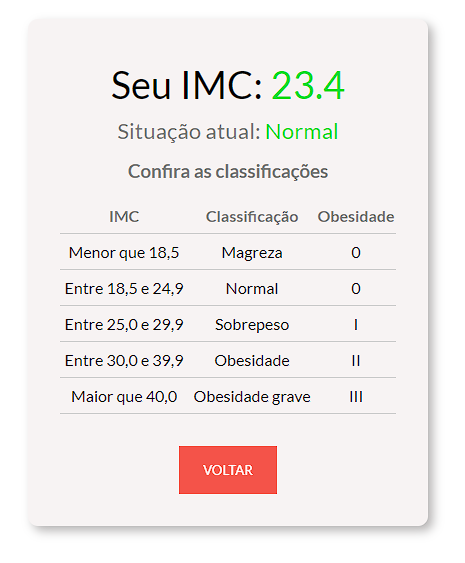 Seu IMC: 23.4
Situação atual: Normal
Confira as classificações
IMC Classificação Obesidade
Menor que 18,5 Magreza 0
Entre 18,5 e 24,9 Normal 0
Entre 25,0 e 29,9 Sobrepeso I
Entre 30,0 e 39,9 Obesidade II
Maior que 40,0 Obesidade grave III
VOLTAR